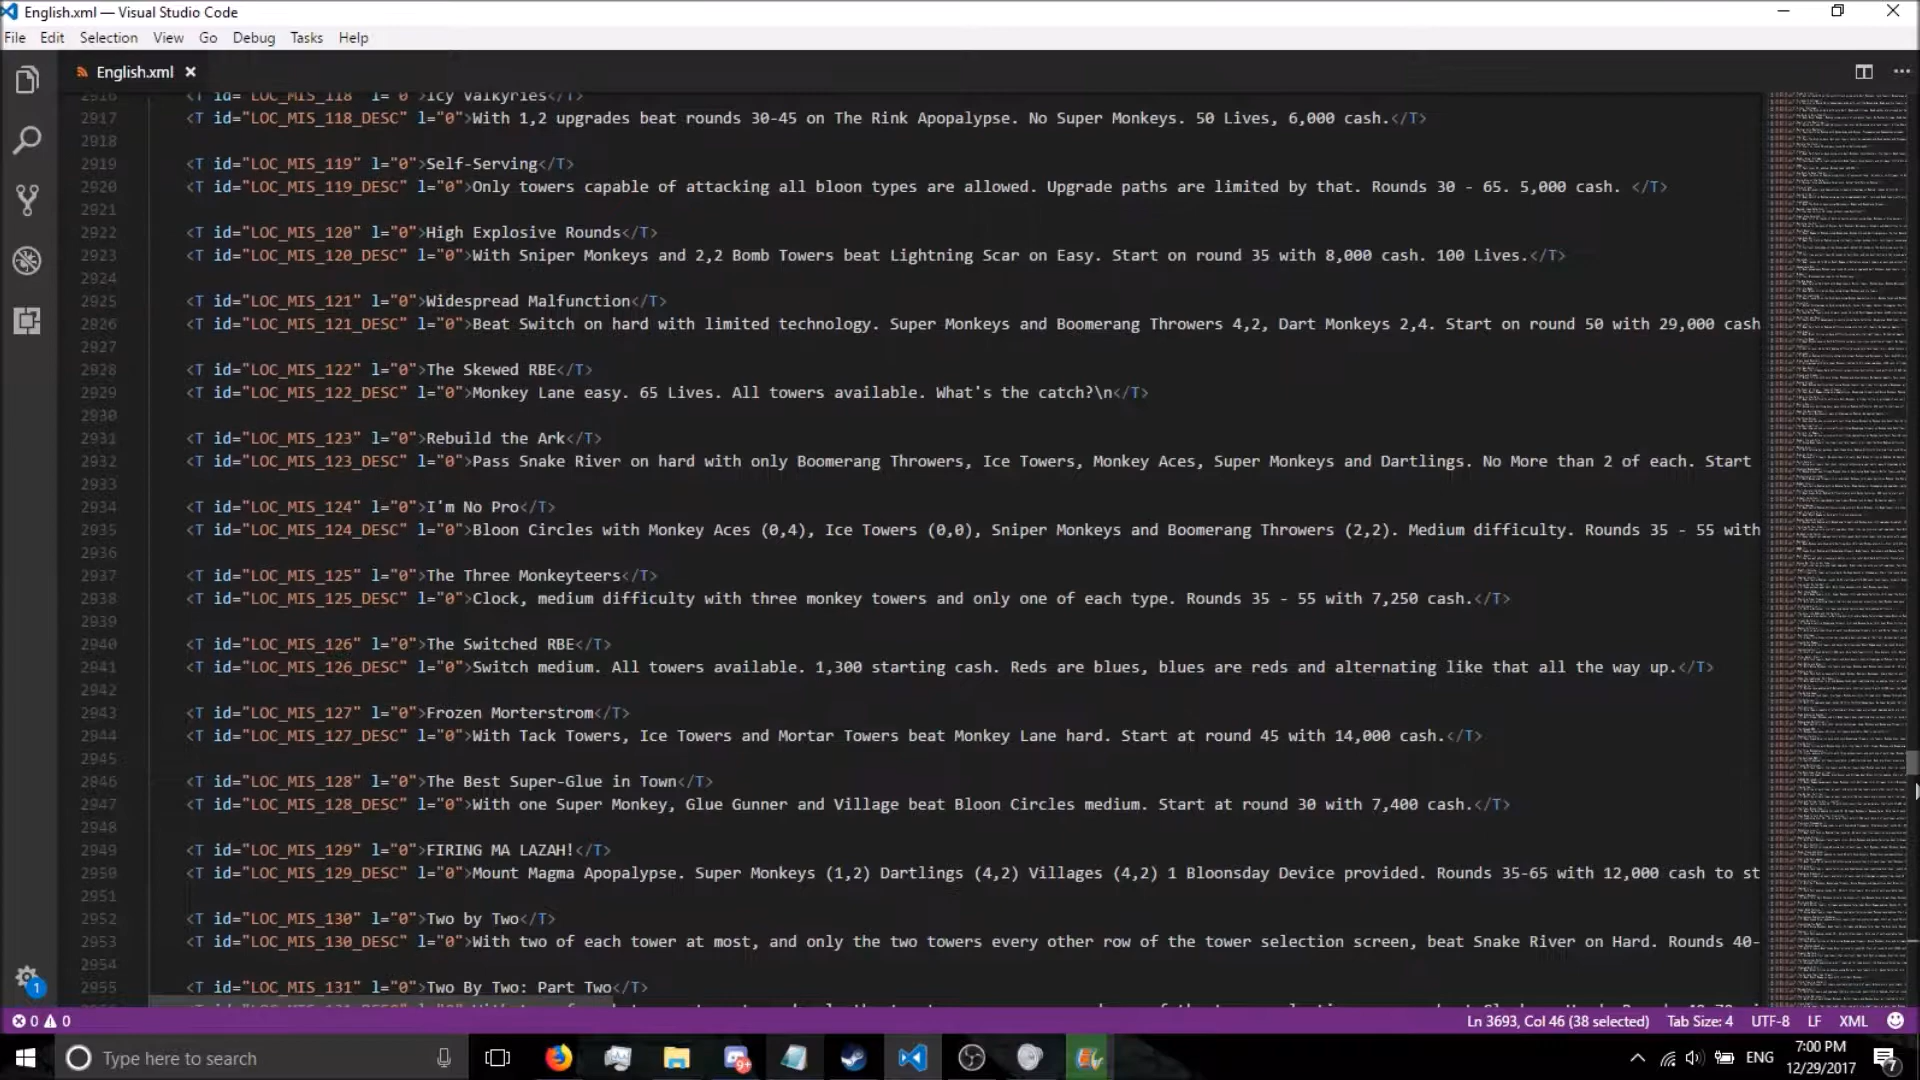 English.xml — Visual Studio Code
File Edit Selection View Go Debug Tasks Help
English.xml
2916 <T id="LOC_MIS_118" l="0">Icy Valkyries</T>
2917 <T id="LOC_MIS_118_DESC" l="0">With 1,2 upgrades beat rounds 30-45 on The Rink Apopalypse. No Super Monkeys. 50 Lives, 6,000 cash.</T>
2918
2919 <T id="LOC_MIS_119" l="0">Self-Serving</T>
2920 <T id="LOC_MIS_119_DESC" l="0">Only towers capable of attacking all bloon types are allowed. Upgrade paths are limited by that. Rounds 30 - 65. 5,000 cash. </T>
2921
2922 <T id="LOC_MIS_120" l="0">High Explosive Rounds</T>
2923 <T id="LOC_MIS_120_DESC" l="0">With Sniper Monkeys and 2,2 Bomb Towers beat Lightning Scar on Easy. Start on round 35 with 8,000 cash. 100 Lives.</T>
2924
2925 <T id="LOC_MIS_121" l="0">Widespread Malfunction</T>
2926 <T id="LOC_MIS_121_DESC" l="0">Beat Switch on hard with limited technology. Super Monkeys and Boomerang Throwers 4,2, Dart Monkeys 2,4. Start on round 50 with 29,000 cash
2927
2928 <T id="LOC_MIS_122" l="0">The Skewed RBE</T>
2929 <T id="LOC_MIS_122_DESC" l="0">Monkey Lane easy. 65 Lives. All towers available. What's the catch?\n</T>
2930
2931 <T id="LOC_MIS_123" l="0">Rebuild the Ark</T>
2932 <T id="LOC_MIS_123_DESC" l="0">Pass Snake River on hard with only Boomerang Throwers, Ice Towers, Monkey Aces, Super Monkeys and Dartlings. No More than 2 of each. Start
2933
2934 <T id="LOC_MIS_124" l="0">I'm No Pro</T>
2935 <T id="LOC_MIS_124_DESC" l="0">Bloon Circles with Monkey Aces (0,4), Ice Towers (0,0), Sniper Monkeys and Boomerang Throwers (2,2). Medium difficulty. Rounds 35 - 55 with
2936
2937 <T id="LOC_MIS_125" l="0">The Three Monkeyteers</T>
2938 <T id="LOC_MIS_125_DESC" l="0">Clock, medium difficulty with three monkey towers and only one of each type. Rounds 35 - 55 with 7,250 cash.</T>
2939
2940 <T id="LOC_MIS_126" l="0">The Switched RBE</T>
2941 <T id="LOC_MIS_126_DESC" l="0">Switch medium. All towers available. 1,300 starting cash. Reds are blues, blues are reds and alternating like that all the way up.</T>
2942
2943 <T id="LOC_MIS_127" l="0">Frozen Morterstrom</T>
2944 <T id="LOC_MIS_127_DESC" l="0">With Tack Towers, Ice Towers and Mortar Towers beat Monkey Lane hard. Start at round 45 with 14,000 cash.</T>
2945
2946 <T id="LOC_MIS_128" l="0">The Best Super-Glue in Town</T>
2947 <T id="LOC_MIS_128_DESC" l="0">With one Super Monkey, Glue Gunner and Village beat Bloon Circles medium. Start at round 30 with 7,400 cash.</T>
2948
2949 <T id="LOC_MIS_129" l="0">FIRING MA LAZAH!</T>
2950 <T id="LOC_MIS_129_DESC" l="0">Mount Magma Apopalypse. Super Monkeys (1,2) Dartlings (4,2) Villages (4,2) 1 Bloonsday Device provided. Rounds 35-65 with 12,000 cash to st
2951
2952 <T id="LOC_MIS_130" l="0">Two by Two</T>
2953 <T id="LOC_MIS_130_DESC" l="0">With two of each tower at most, and only the two towers every other row of the tower selection screen, beat Snake River on Hard. Rounds 40-
2954
2955 <T id="LOC_MIS_131" l="0">Two By Two: Part Two</T>
1
0 0 Ln 3693, Col 46 (38 selected) Tab Size: 4 UTF-8 LF XML
Type here to search
9+
ENG
7:00 PM
12/29/2017
7